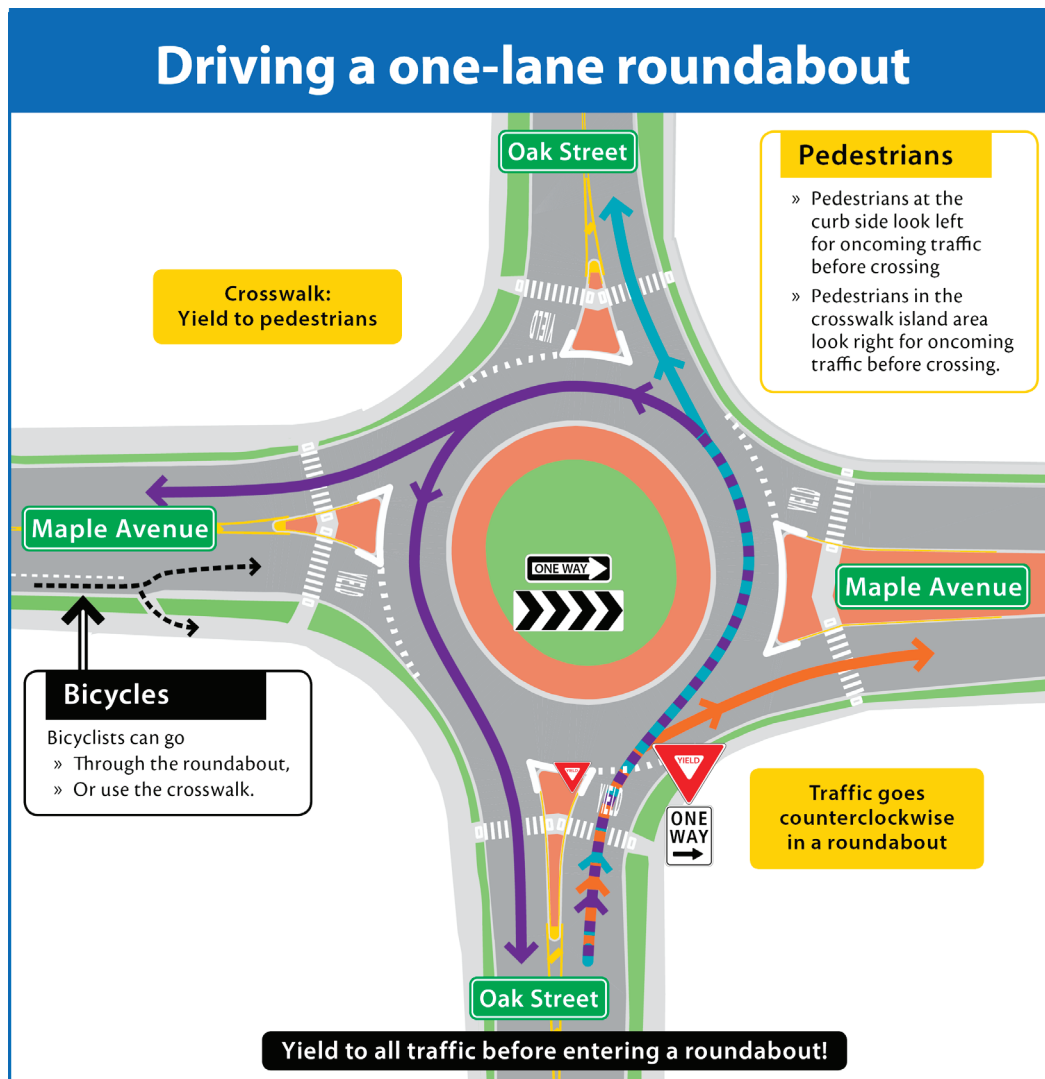 Driving a one-lane roundabout
Oak Street
Pedestrians
» Pedestrians at the
curb side look left
for oncoming traffic
before crossing
» Pedestrians in the
crosswalk island area
look right for oncoming
traffic before crossing.
Crosswalk:
Yield to pedestrians
YIELD
YIELD
Maple Avenue
YIELD
ONE WAY
Maple Avenue
Bicycles
Bicyclists can go
» Through the roundabout,
» Or use the crosswalk.
YIELD
YIELD
YIELD
ONE
WAY
Traffic goes
counterclockwise
in a roundabout
Oak Street
Yield to all traffic before entering a roundabout!